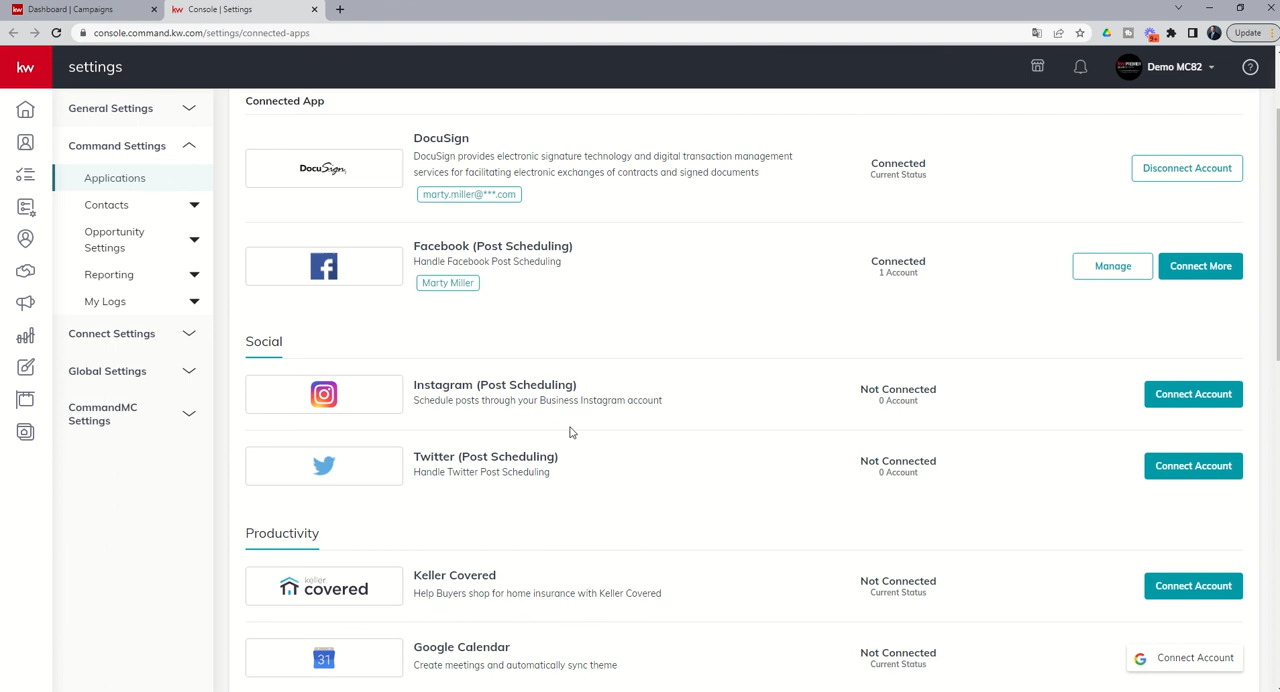 kw Dashboard | Campaigns
kw Console | Settings
console.command.kw.com/settings/connected-apps
9+
Update
kw
settings
Demo MC82
General Settings
Command Settings
Applications
Contacts
Opportunity
Settings
Reporting
My Logs
Connect Settings
Global Settings
CommandMC
Settings
Connected App
DocuSign
DocuSign
DocuSign provides electronic signature technology and digital transaction management
services for facilitating electronic exchanges of contracts and signed documents
marty.miller@***.com
Connected
Current Status
Disconnect Account
Facebook (Post Scheduling)
Handle Facebook Post Scheduling
Marty Miller
Connected
1 Account
Manage
Connect More
Social
Instagram (Post Scheduling)
Schedule posts through your Business Instagram account
Not Connected
0 Account
Connect Account
Twitter (Post Scheduling)
Handle Twitter Post Scheduling
Not Connected
0 Account
Connect Account
Productivity
keller
covered
Keller Covered
Help Buyers shop for home insurance with Keller Covered
Not Connected
Current Status
Connect Account
31
Google Calendar
Create meetings and automatically sync theme
Not Connected
Current Status
G Connect Account